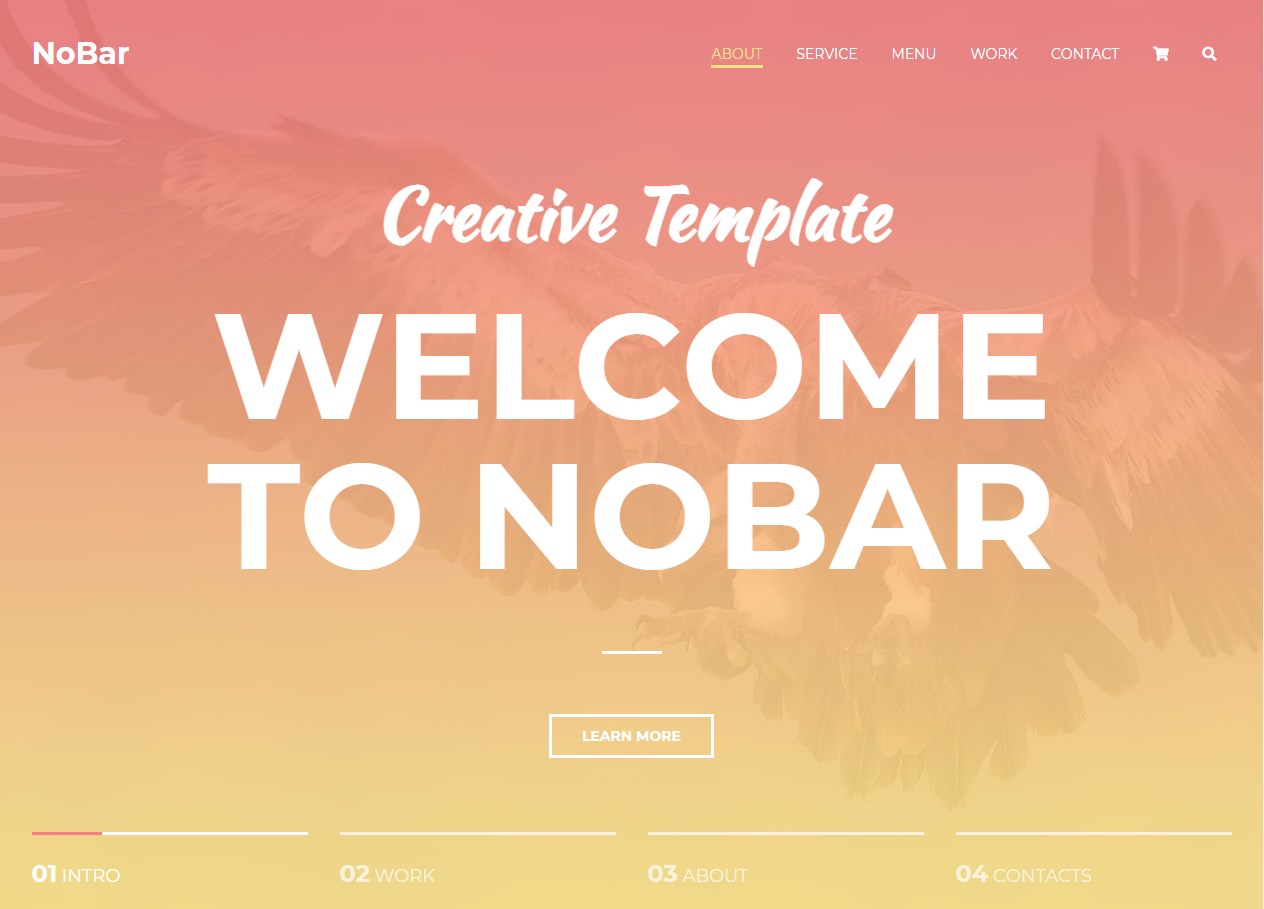 NoBar
ABOUT SERVICE MENU WORK CONTACT
Creative Template
WELCOME
TO NOBAR
LEARN MORE
01 INTRO 02 WORK 03 ABOUT 04 CONTACTS